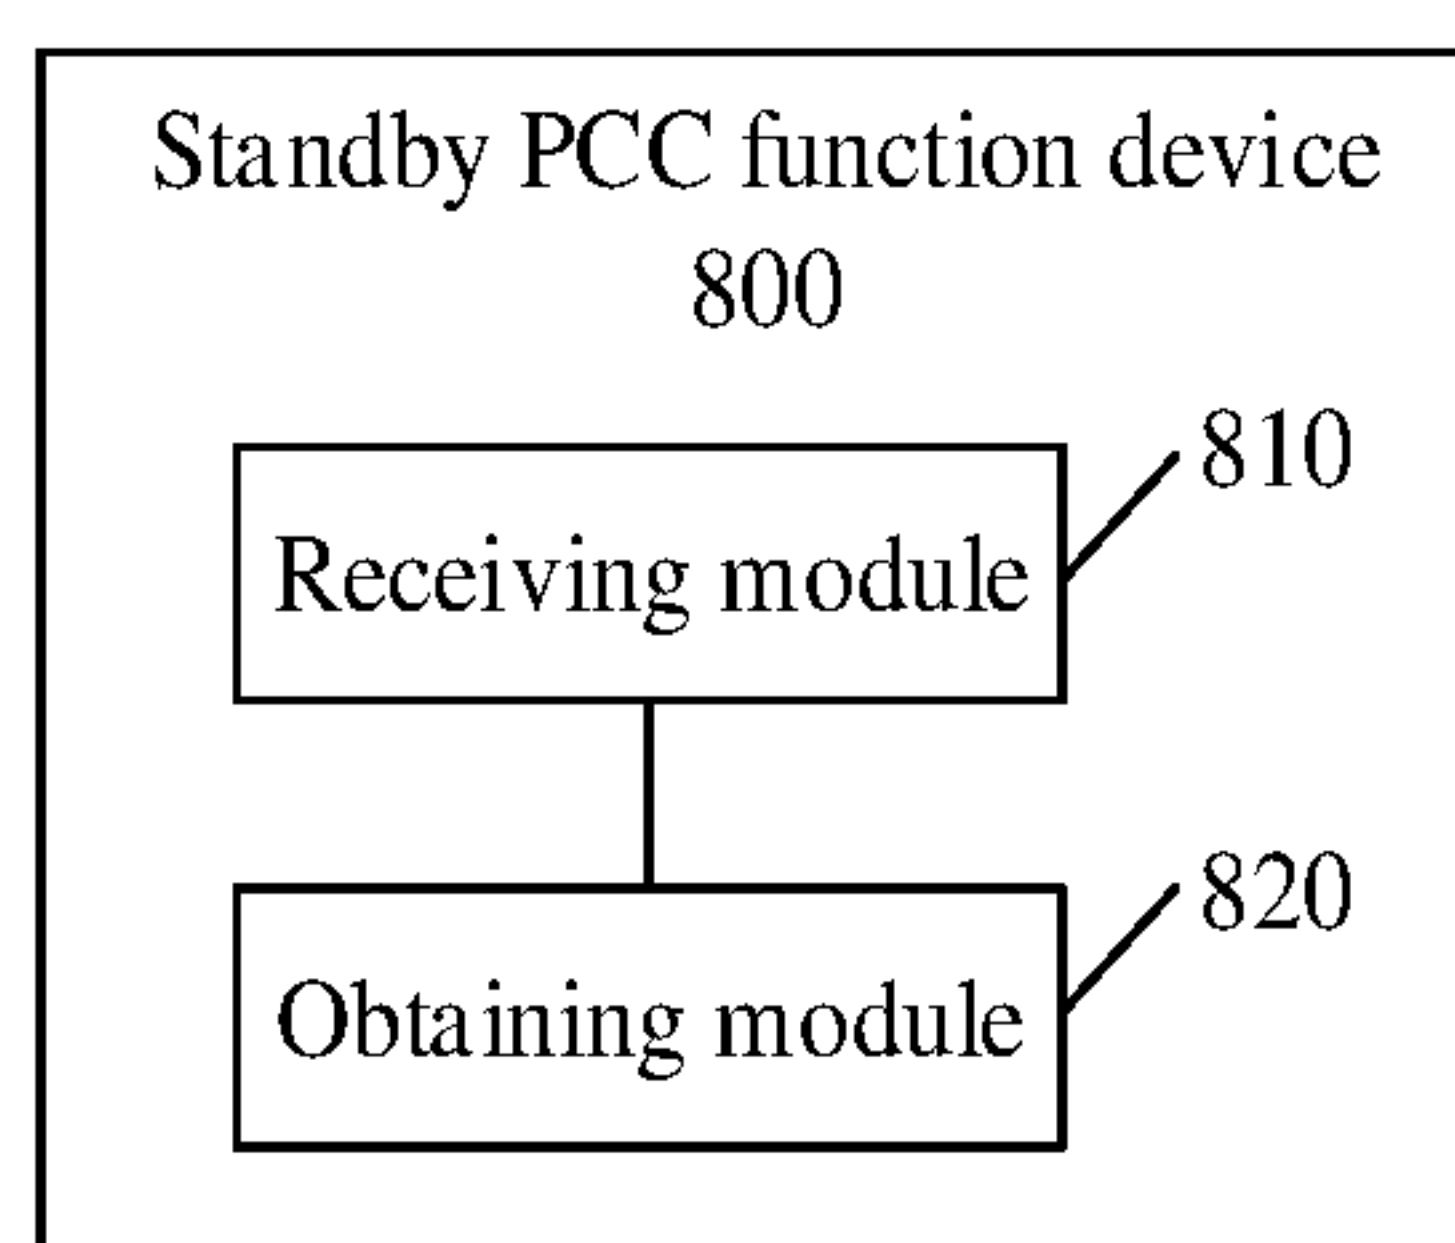 Standby PCC function device
800
810
Receiving module
820
Obtaining module